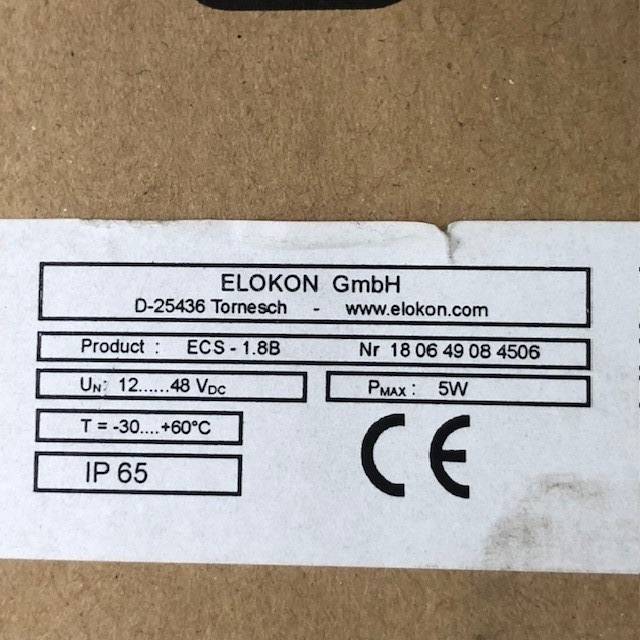 ELOKON GmbH
D-25436 Tornesch - www.elokon.com
Product : ECS - 1.8B Nr 18 06 49 08 4506
UN: 12......48 VDC PMAX : 5W
T = -30....+60°C
IP 65
CE